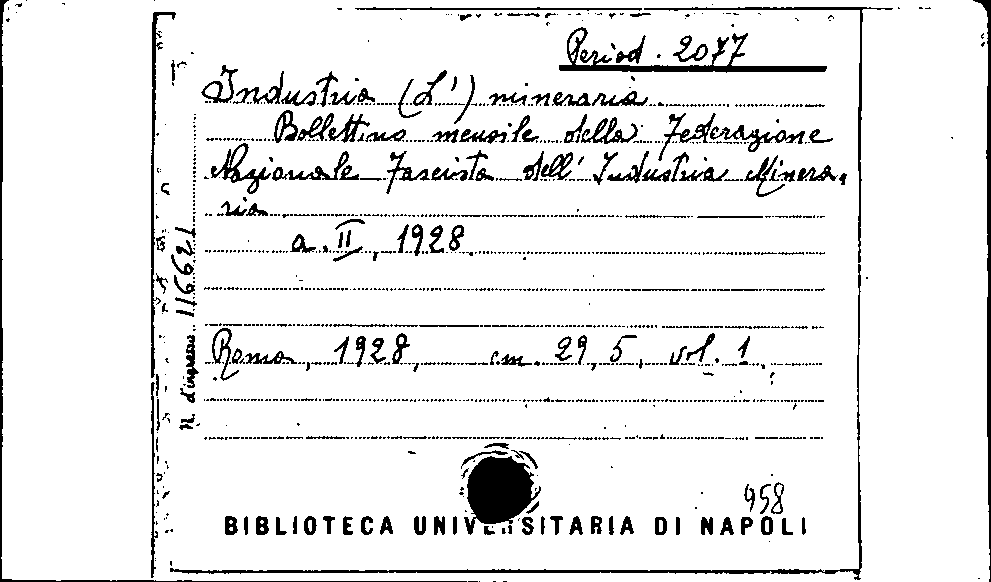 Period. 2077
Industria (L') mineraria.
Bollettino mensile della Federazione
Nazionale Fascista dell' Industria Minera-
ria
a. II, 1928
Roma, 1928, cm. 29,5, vol. 1.
N. d'ingresso 116621
958
BIBLIOTECA UNIVERSITARIA DI NAPOLI